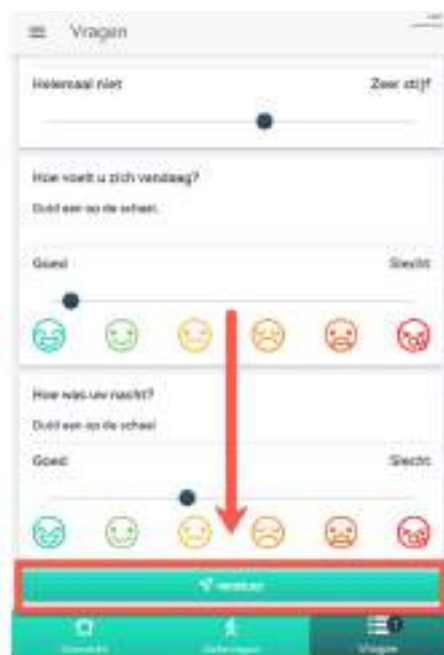 Vragen
Helemaal niet Zeer stijf
Hoe voelt u zich vandaag?
Duid aan op de schaal.
Goed Slecht
Hoe was uw nacht?
Duid aan op de schaal
Goed Slecht
Vragen